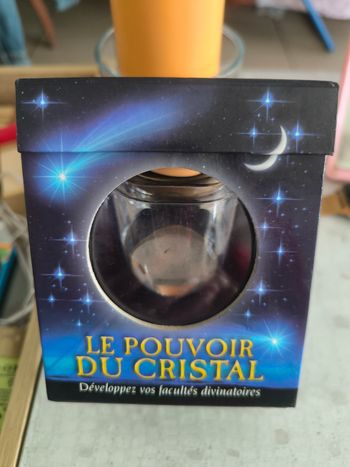 LE POUVOIR
DU CRISTAL
Développez vos facultés divinatoires